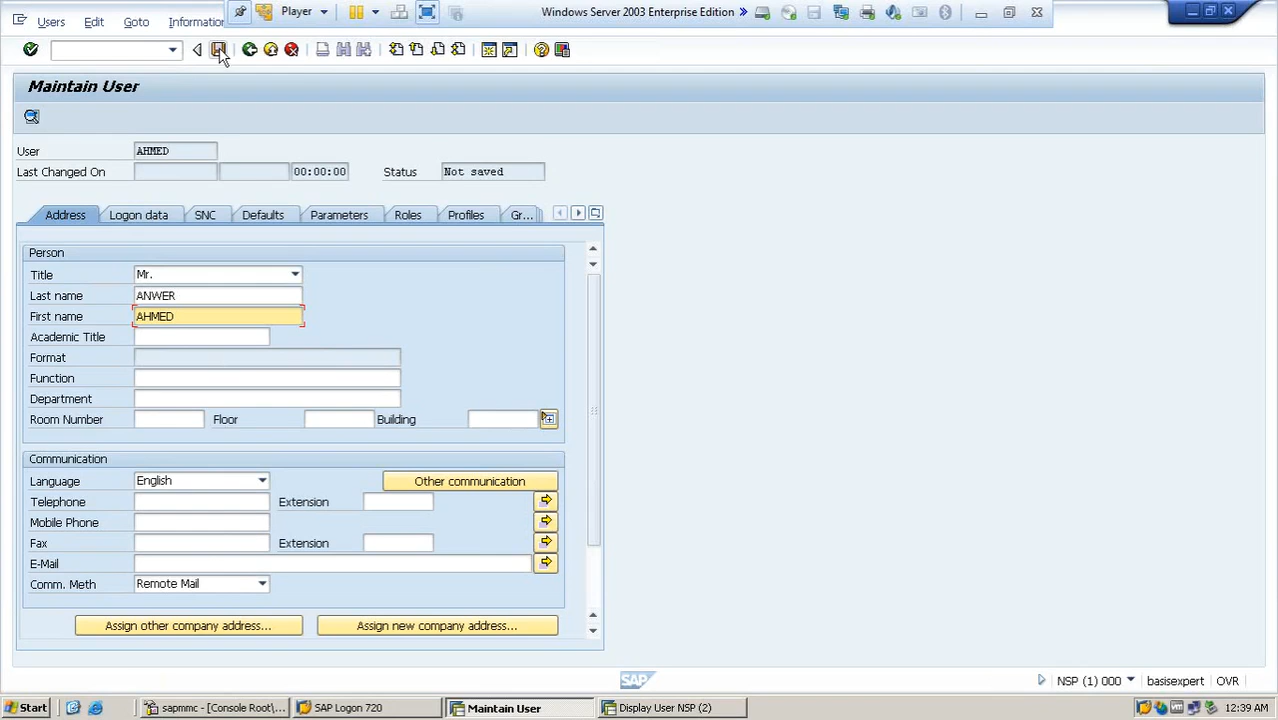 Users Edit Goto Information Player Windows Server 2003 Enterprise Edition
Maintain User
User AHMED
Last Changed On 00:00:00 Status Not saved
Address Logon data SNC Defaults Parameters Roles Profiles Gr...
Person
Title Mr.
Last name ANWER
First name AHMED
Academic Title
Format
Function
Department
Room Number Floor Building
Communication
Language English Other communication
Telephone Extension
Mobile Phone
Fax Extension
E-Mail
Comm. Meth Remote Mail
Assign other company address... Assign new company address...
SAP NSP (1) 000 basisexpert OVR
Start sapmmc - [Console Root\... SAP Logon 720 Maintain User Display User NSP (2) 12:39 AM